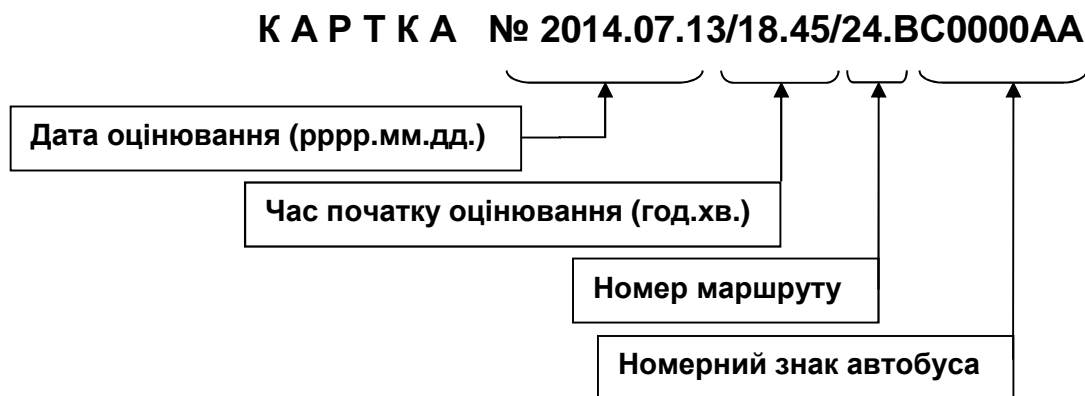 К А Р Т К А № 2014.07.13/18.45/24.ВС0000АА
Дата оцінювання (рррр.мм.дд.)
Час початку оцінювання (год.хв.)
Номер маршруту
Номерний знак автобуса